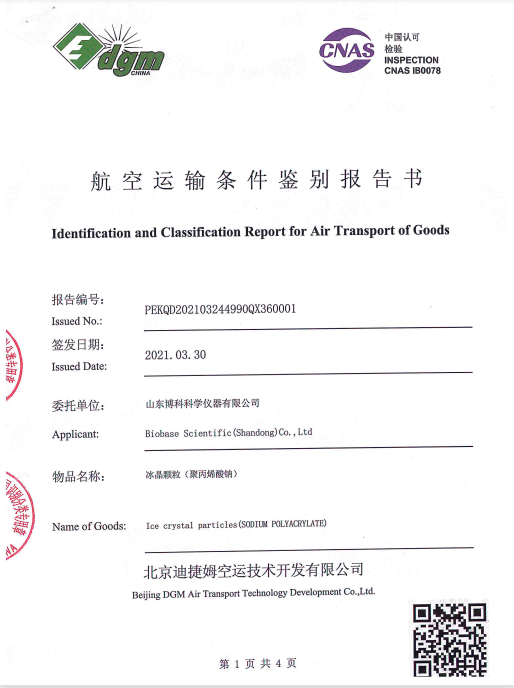 Edgm
CHINA
CNAS
中国认可
检验
INSPECTION
CNAS IB0078
航空运输条件鉴别报告书
Identification and Classification Report for Air Transport of Goods
报告编号：
Issued No.:
PEKQD202103244990QX360001
签发日期：
Issued Date:
2021.03.30
委托单位：
山东博科科学仪器有限公司
Applicant:
Biobase Scientific(Shandong)Co.,Ltd
物品名称：
冰晶颗粒（聚丙烯酸钠）
Name of Goods:
Ice crystal particles(SODIUM POLYACRYLATE)
北京迪捷姆空运技术开发有限公司
Beijing DGM Air Transport Technology Development Co.,Ltd.
第 1 页 共 4 页